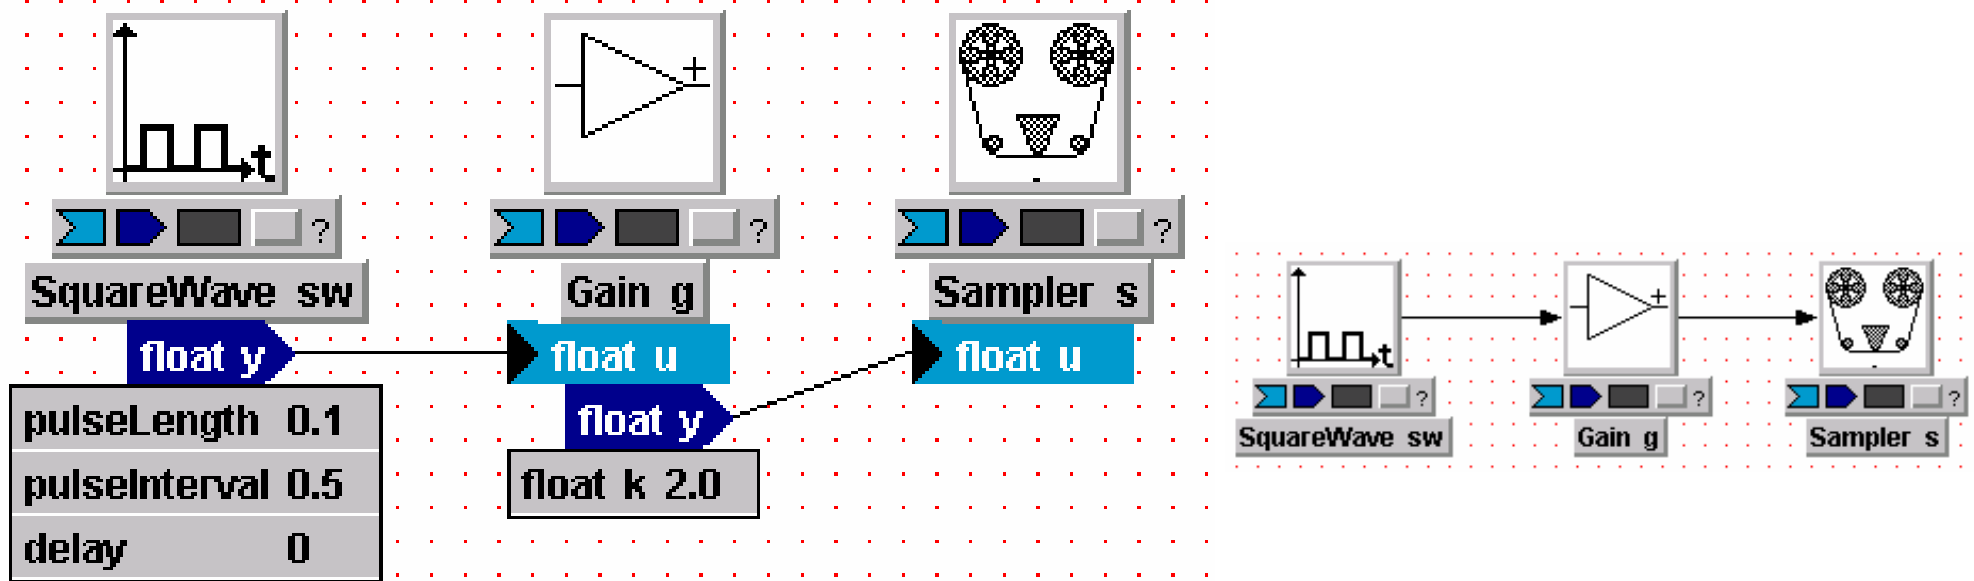 t
+
?
?
?
SquareWave sw
Gain g
Sampler s
float y
float u
float u
pulseLength 0.1
float y
pulseInterval 0.5
float k 2.0
delay 0
t
+
?
?
?
SquareWave sw
Gain g
Sampler s